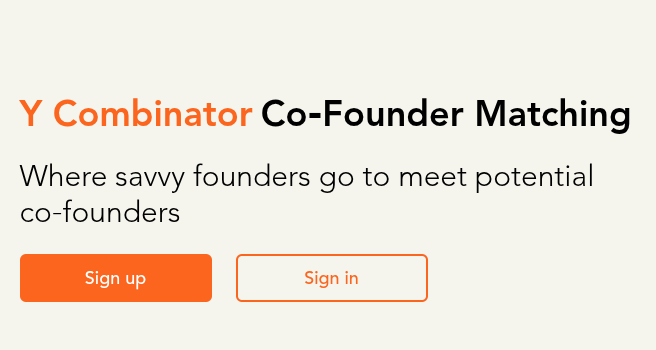 Y Combinator Co-Founder Matching
Where savvy founders go to meet potential
co-founders
Sign up
Sign in